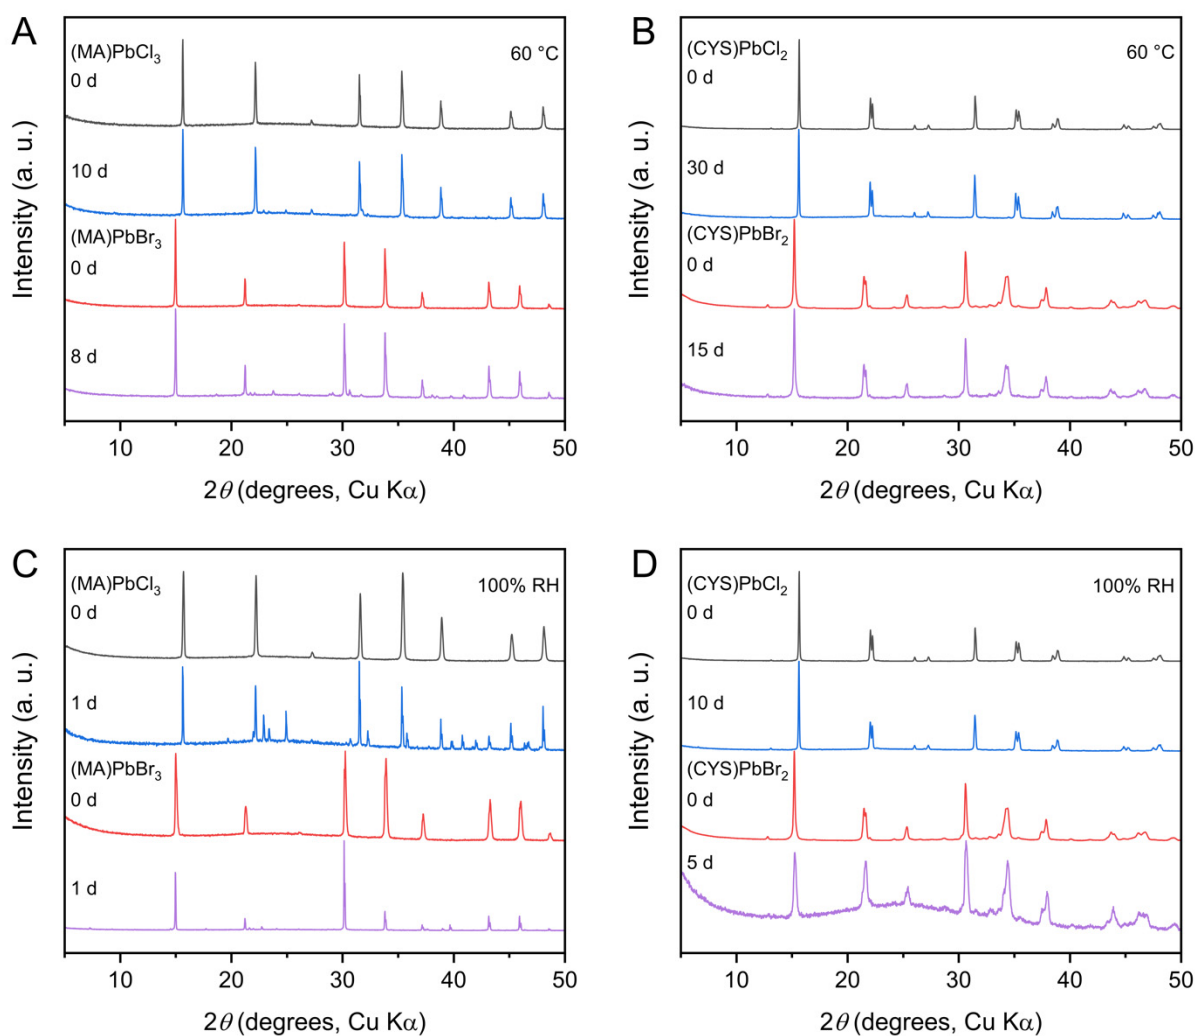 A
(MA)PbCl₃
60 °C
0 d
10 d
(MA)PbBr₃
0 d
8 d
Intensity (a. u.)
10 20 30 40 50
2θ (degrees, Cu Kα)
B
(CYS)PbCl₂
60 °C
0 d
30 d
(CYS)PbBr₂
0 d
15 d
Intensity (a. u.)
10 20 30 40 50
2θ (degrees, Cu Kα)
C
(MA)PbCl₃
100% RH
0 d
1 d
(MA)PbBr₃
0 d
1 d
Intensity (a. u.)
10 20 30 40 50
2θ (degrees, Cu Kα)
D
(CYS)PbCl₂
100% RH
0 d
10 d
(CYS)PbBr₂
0 d
5 d
Intensity (a. u.)
10 20 30 40 50
2θ (degrees, Cu Kα)